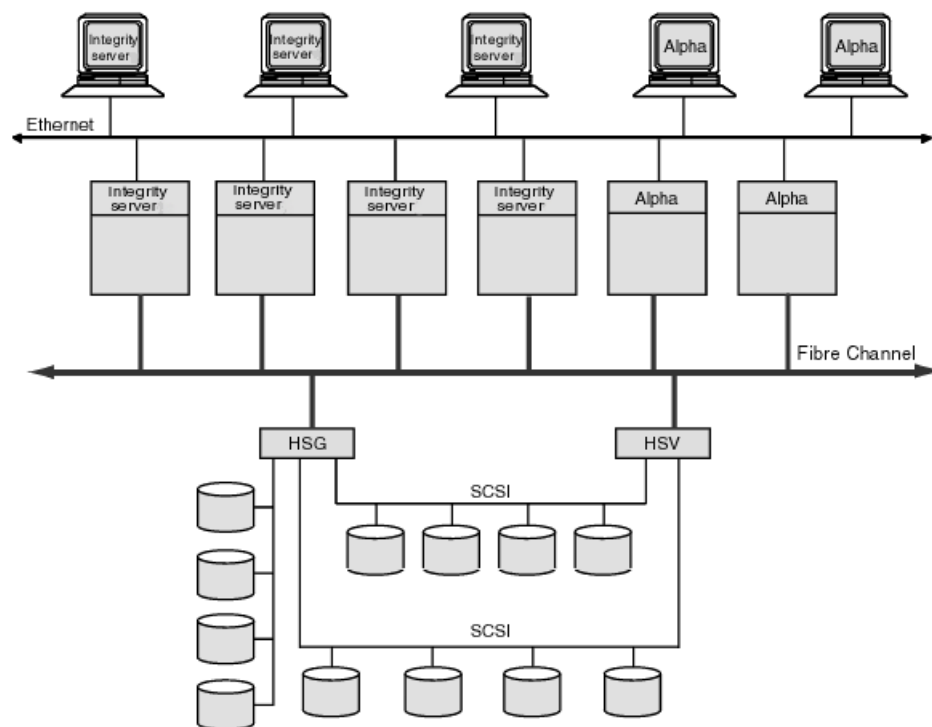 Integrity
server
Integrity
server
Integrity
server
Alpha
Alpha
Ethernet
Integrity
server
Integrity
server
Integrity
server
Integrity
server
Alpha
Alpha
Fibre Channel
HSG
HSV
SCSI
SCSI